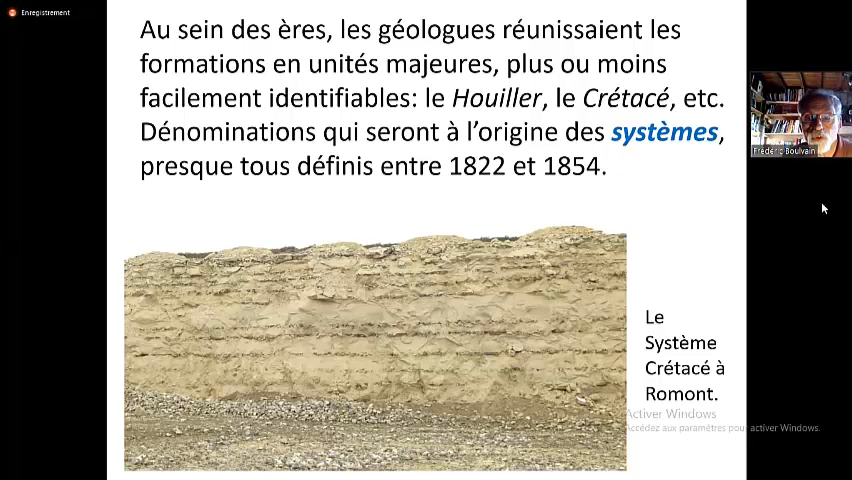 Enregistrement
Au sein des ères, les géologues réunissaient les
formations en unités majeures, plus ou moins
facilement identifiables: le Houiller, le Crétacé, etc.
Dénominations qui seront à l’origine des systèmes,
presque tous définis entre 1822 et 1854.
Frédéric Boulvain
Le
Système
Crétacé à
Romont.
Activer Windows
Accédez aux paramètres pour activer Windows.